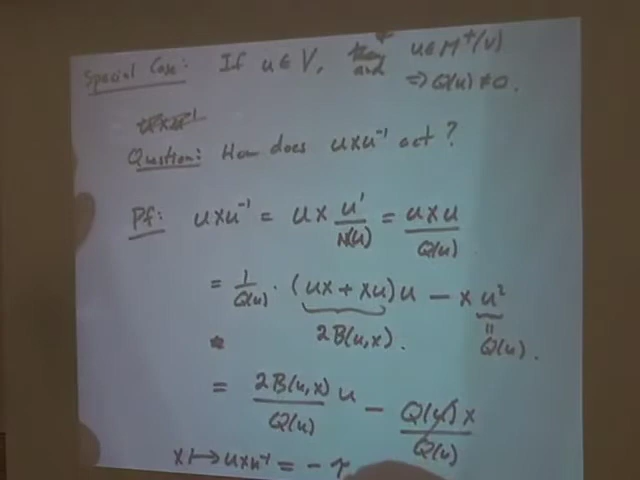 Special Case: If u ∈ V, and u ∈ M⁺(V)
⇒ Q(u) ≠ 0.
Question: How does uxu⁻¹ act?
Pf: uxu⁻¹ = ux u'/N(u) = uxu/Q(u)
= 1/Q(u) · (ux + xu)u − x u²
2B(u,x). = Q(u).
= 2B(u,x)/Q(u) u − Q(u)x/Q(u)
x ↦ uxu⁻¹ = −